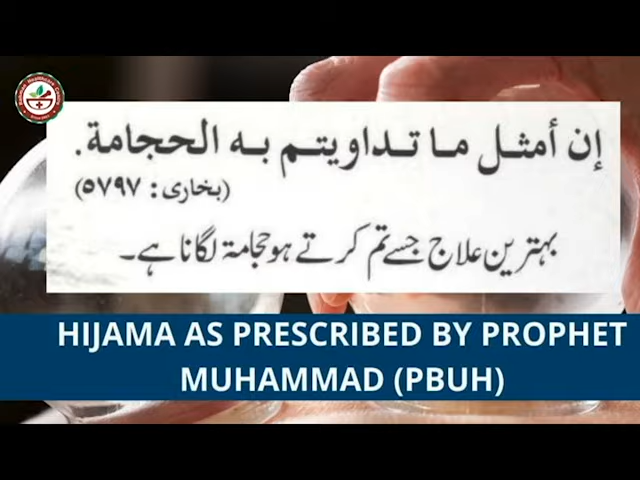 إن أمثل ما تداويتم به الحجامة.
(بخاری: ۵۷۹۷)
بہترین علاج جسے تم کرتے ہو حجامۃ لگانا ہے۔
HIJAMA AS PRESCRIBED BY PROPHET
MUHAMMAD (PBUH)